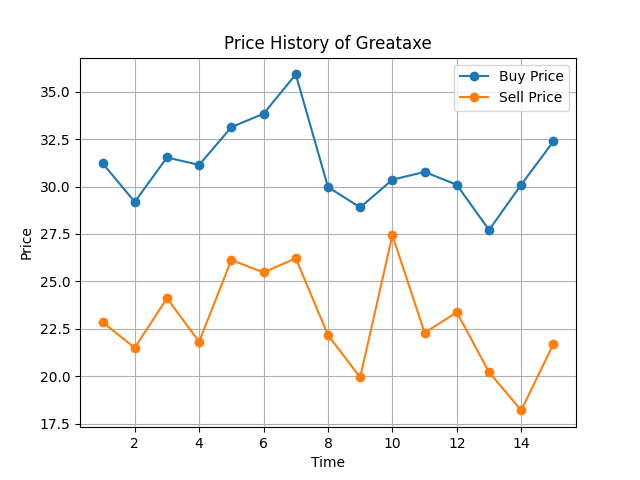 Price History of Greataxe
Buy Price
Sell Price
35.0
32.5
30.0
27.5
25.0
22.5
20.0
17.5
Price
2 4 6 8 10 12 14
Time